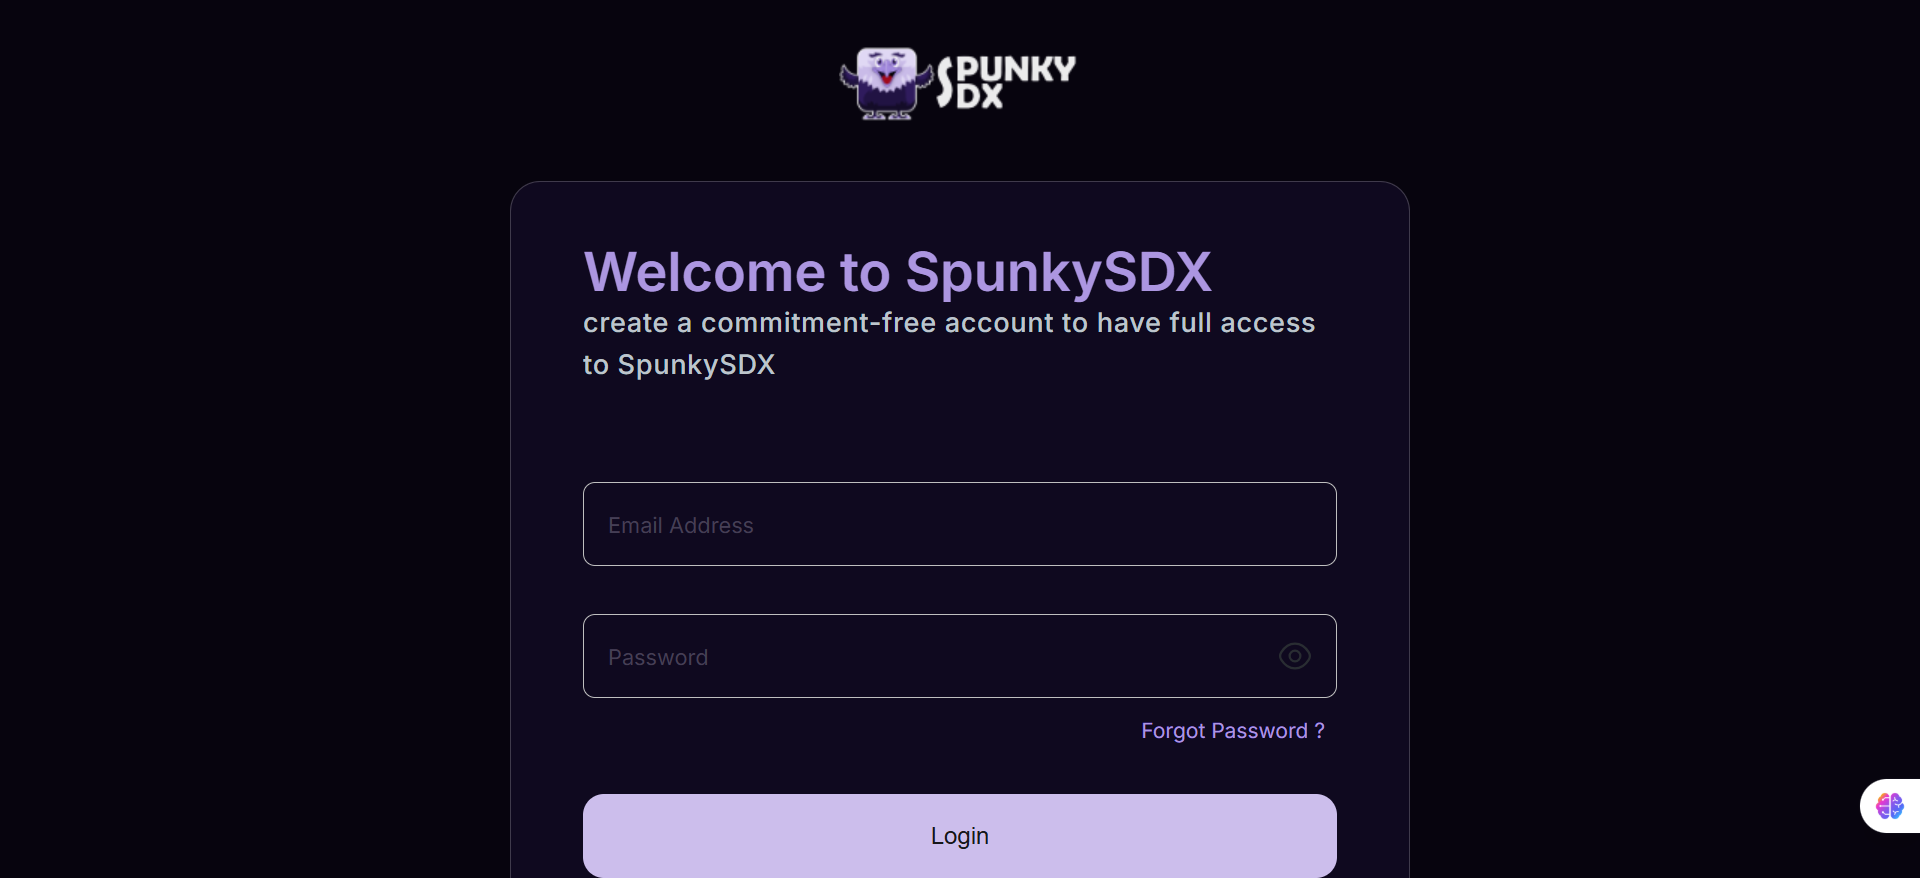 SPUNKY
DX
Welcome to SpunkySDX
create a commitment-free account to have full access
to SpunkySDX
Email Address
Password
Forgot Password ?
Login